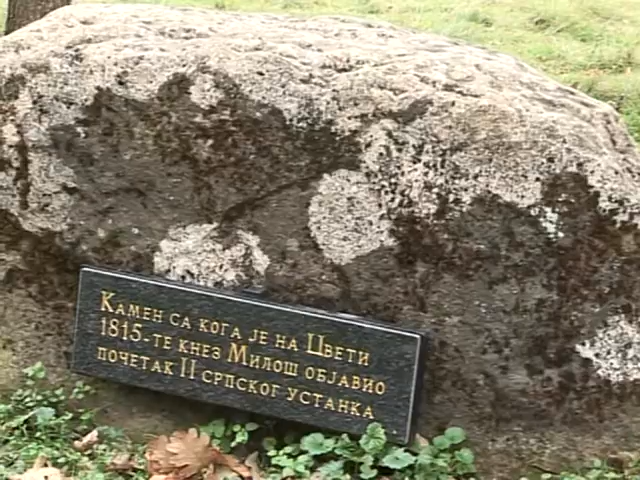 Камен са кога је на Цвети
1815-те кнез Милош објавио
почетак II српског устанка